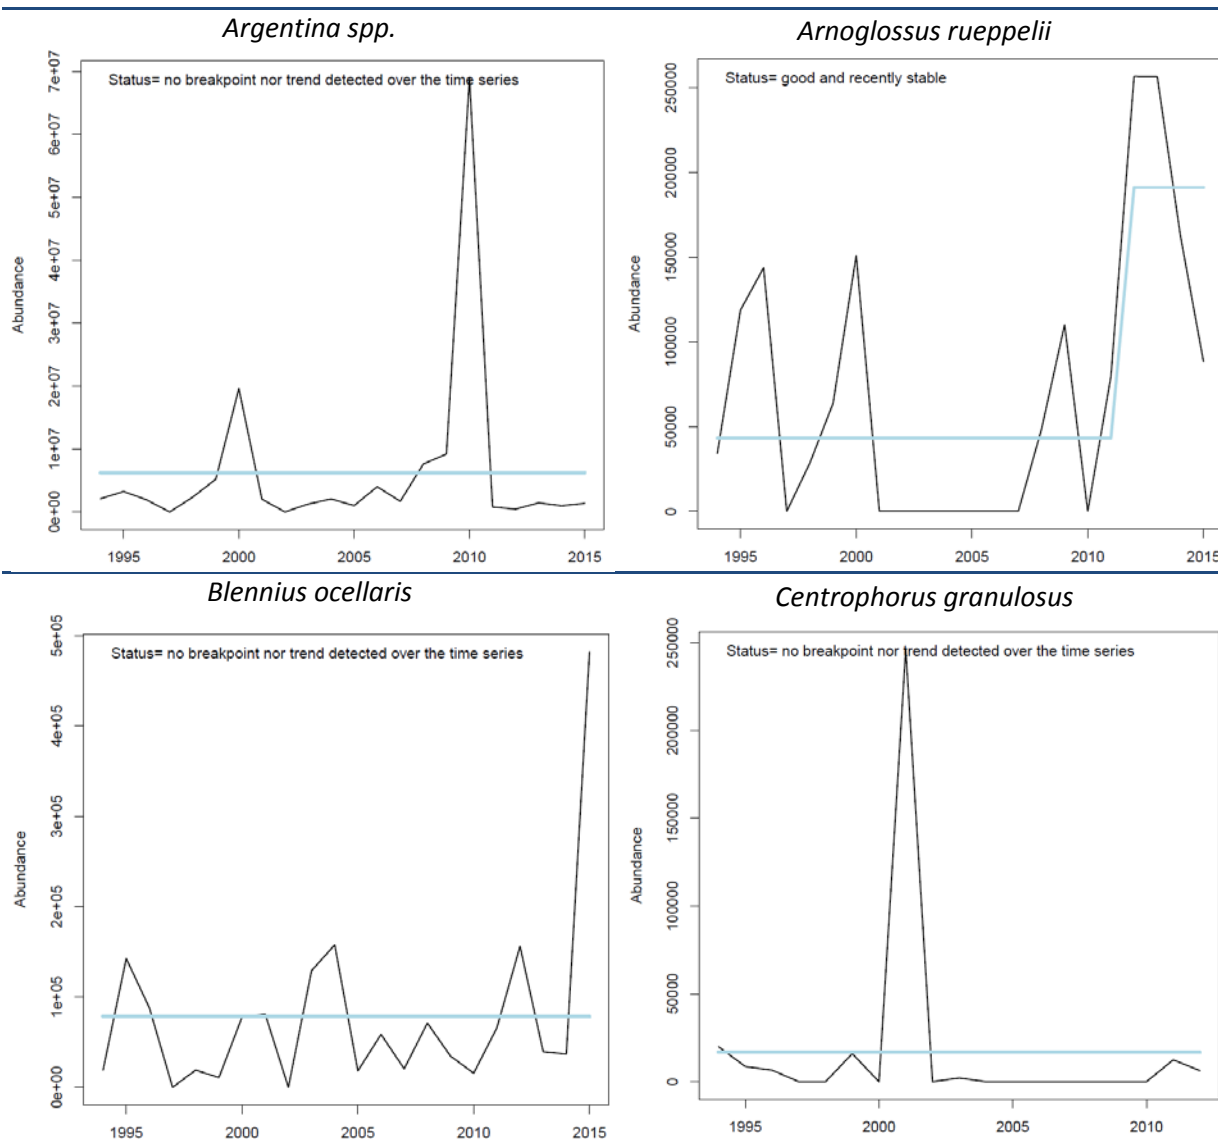 Argentina spp.
Status= no breakpoint nor trend detected over the time series
Abundance
7e+07
6e+07
5e+07
4e+07
3e+07
2e+07
1e+07
0e+00
1995 2000 2005 2010 2015
Arnoglossus rueppelii
Status= good and recently stable
Abundance
250000
200000
150000
100000
50000
0
1995 2000 2005 2010 2015
Blennius ocellaris
Status= no breakpoint nor trend detected over the time series
Abundance
5e+05
4e+05
3e+05
2e+05
1e+05
0e+00
1995 2000 2005 2010 2015
Centrophorus granulosus
Status= no breakpoint nor trend detected over the time series
Abundance
250000
200000
150000
100000
50000
0
1995 2000 2005 2010